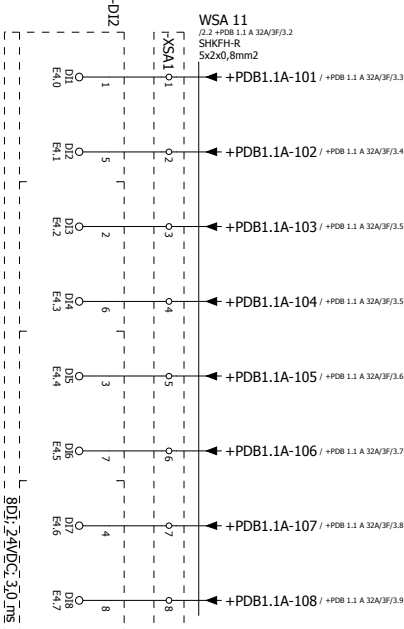 -DI2
WSA 11
/2.2 +PDB 1.1 A 32A/3F/3.2
SHKFH-R
5x2x0,8mm2
-XSA1
DI1 E4.0 1 1 +PDB1.1A-101 / +PDB 1.1 A 32A/3F/3.3
DI2 E4.1 5 2 +PDB1.1A-102 / +PDB 1.1 A 32A/3F/3.4
DI3 E4.2 2 3 +PDB1.1A-103 / +PDB 1.1 A 32A/3F/3.5
DI4 E4.3 6 4 +PDB1.1A-104 / +PDB 1.1 A 32A/3F/3.5
DI5 E4.4 3 5 +PDB1.1A-105 / +PDB 1.1 A 32A/3F/3.6
DI6 E4.5 7 6 +PDB1.1A-106 / +PDB 1.1 A 32A/3F/3.7
DI7 E4.6 4 7 +PDB1.1A-107 / +PDB 1.1 A 32A/3F/3.8
DI8 E4.7 8 8 +PDB1.1A-108 / +PDB 1.1 A 32A/3F/3.9
8DI; 24VDC; 3,0 ms